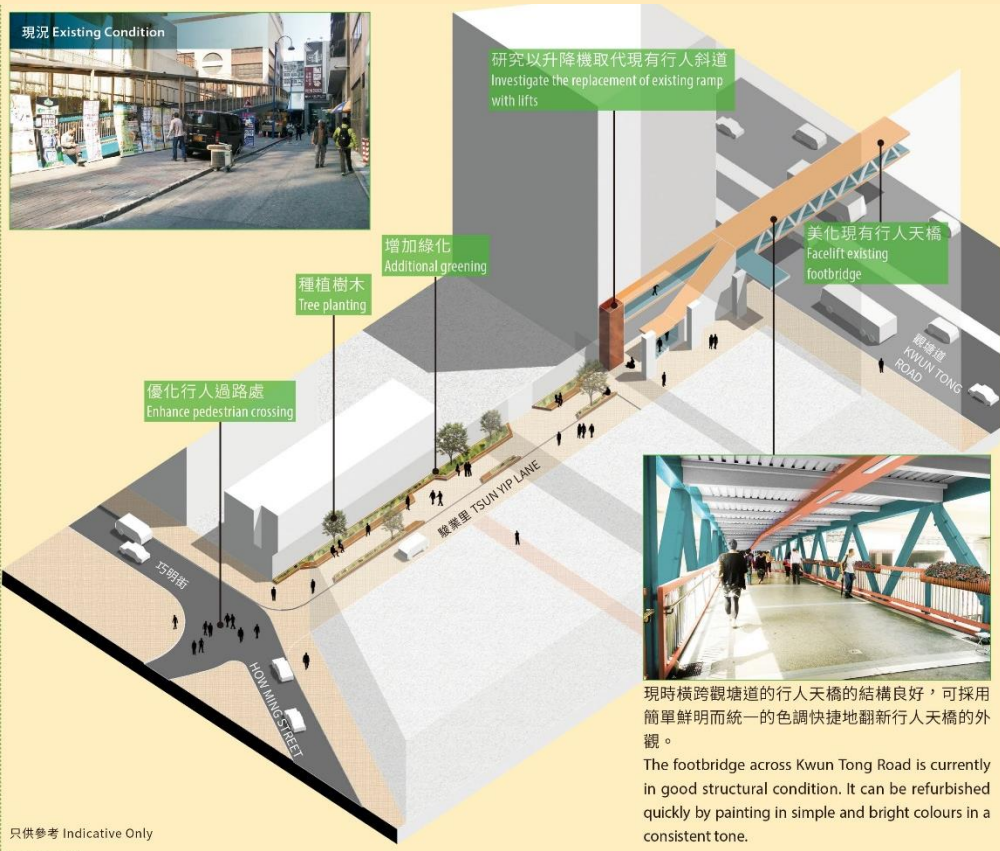 現況 Existing Condition
研究以升降機取代現有行人斜道
Investigate the replacement of existing ramp
with lifts
增加綠化
Additional greening
美化現有行人天橋
Facelift existing
footbridge
種植樹木
Tree planting
觀塘道
KWUN TONG
ROAD
優化行人過路處
Enhance pedestrian crossing
駿業里 TSUN YIP LANE
巧明街
HOW MING STREET
現時橫跨觀塘道的行人天橋的結構良好，可採用
簡單鮮明而統一的色調快捷地翻新行人天橋的外
觀。
The footbridge across Kwun Tong Road is currently
in good structural condition. It can be refurbished
quickly by painting in simple and bright colours in a
consistent tone.
只供參考 Indicative Only